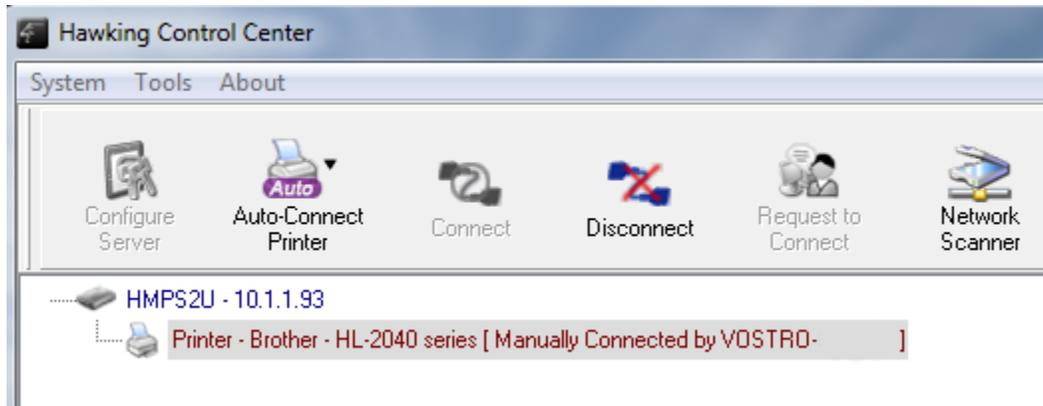 Hawking Control Center
System Tools About
Configure Server
Auto
Auto-Connect Printer
Connect
Disconnect
Request to Connect
Network Scanner
HMPS2U - 10.1.1.93
Printer - Brother - HL-2040 series [ Manually Connected by VOSTRO- ]